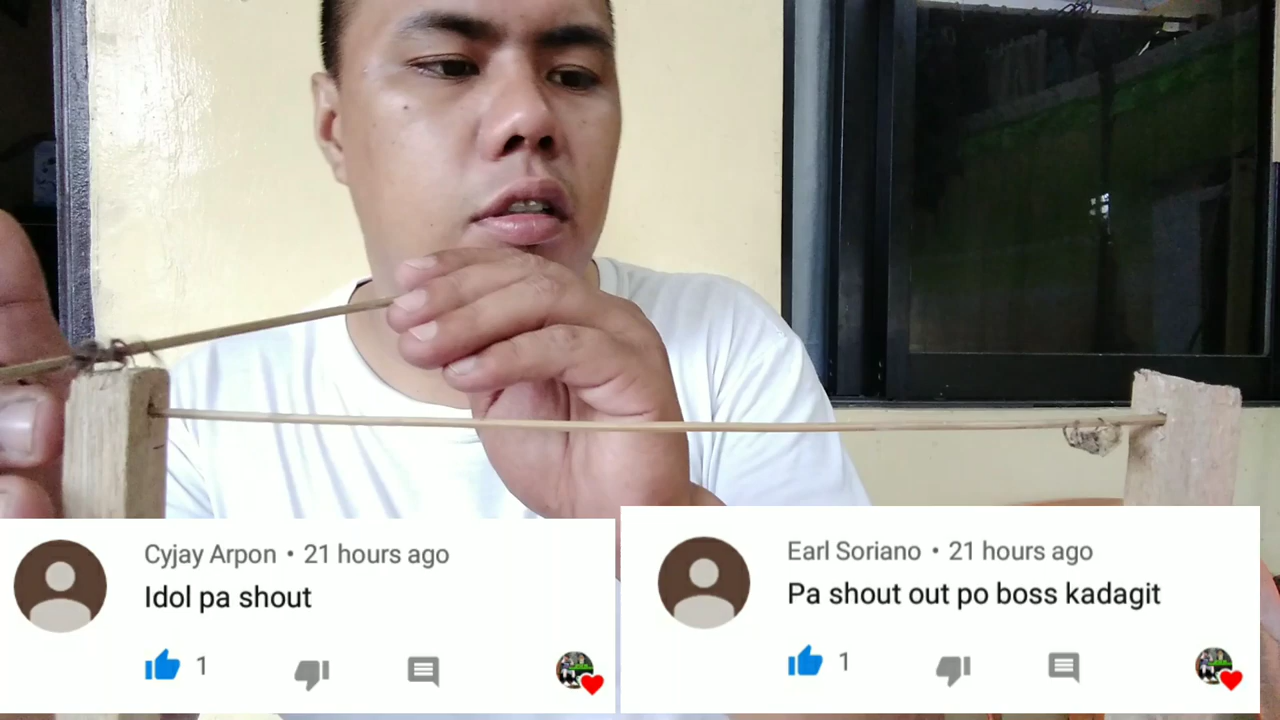 Cyjay Arpon • 21 hours ago
Idol pa shout
1
Earl Soriano • 21 hours ago
Pa shout out po boss kadagit
1